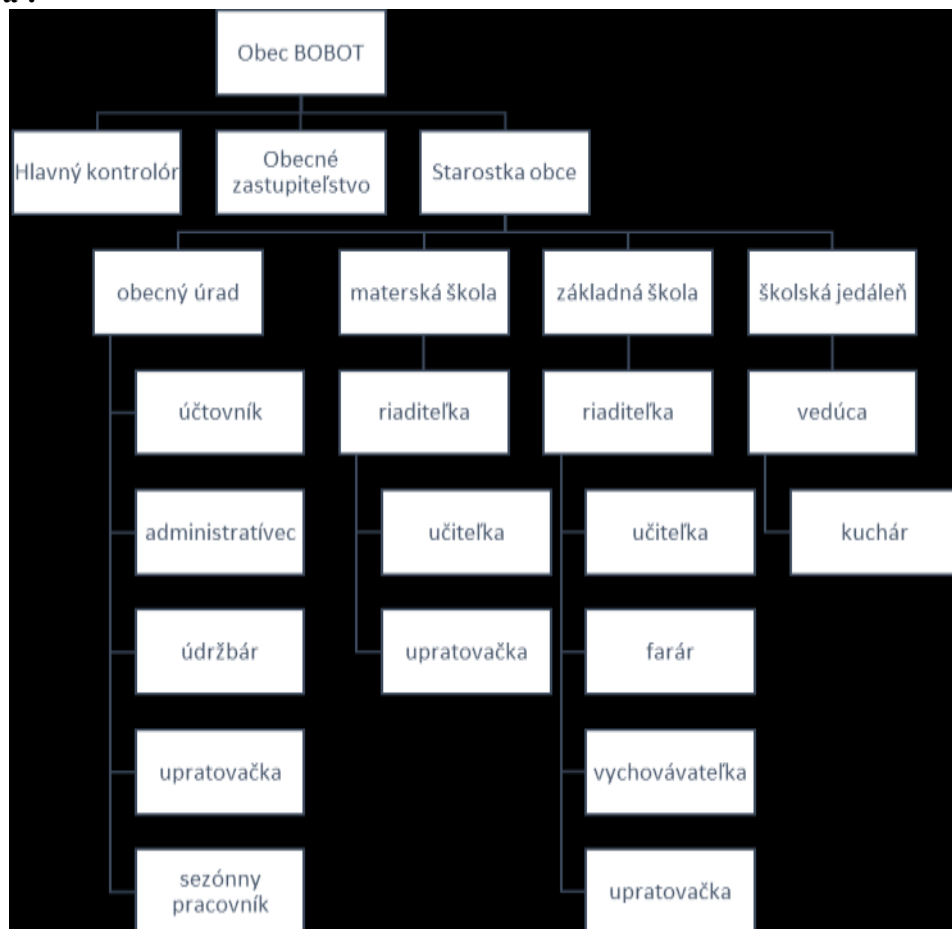 Obec BOBOT
Hlavný kontrolór
Obecné
zastupiteľstvo
Starostka obce
obecný úrad
materská škola
základná škola
školská jedáleň
účtovník
riaditeľka
riaditeľka
vedúca
administratívec
učiteľka
učiteľka
kuchár
údržbár
upratovačka
farár
upratovačka
vychovávateľka
sezónny
pracovník
upratovačka